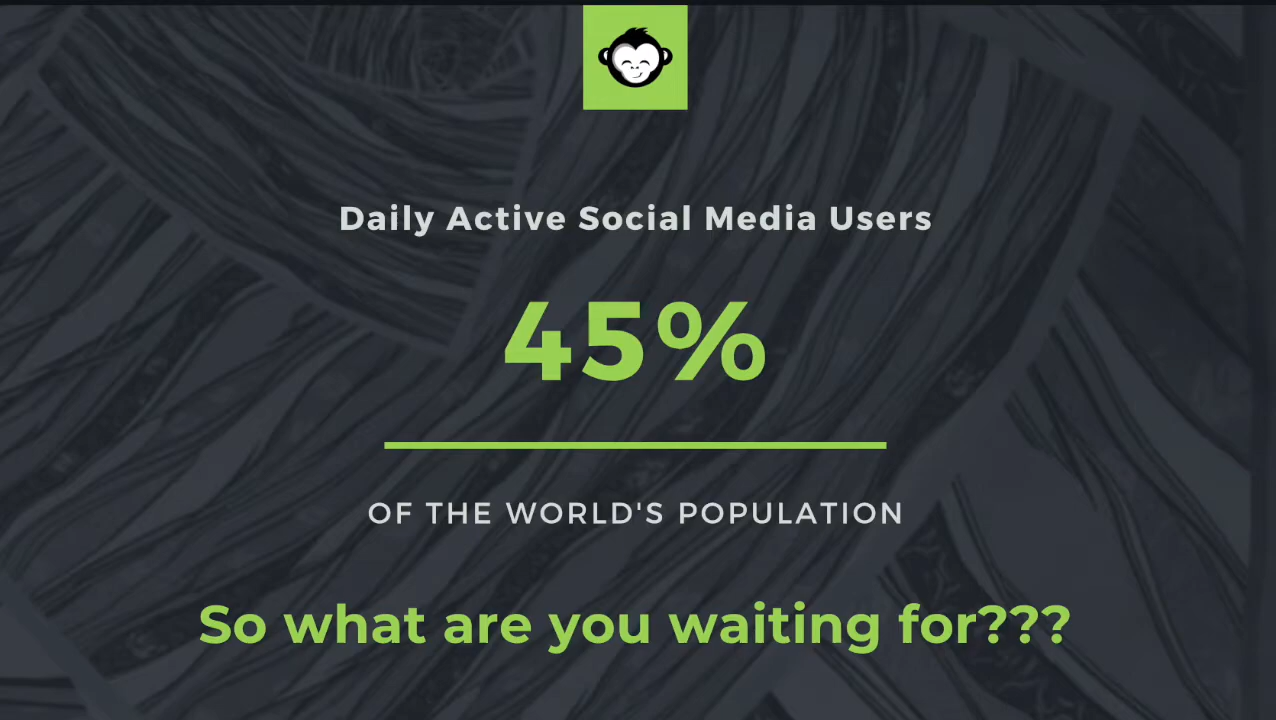 Daily Active Social Media Users
45%
OF THE WORLD'S POPULATION
So what are you waiting for???